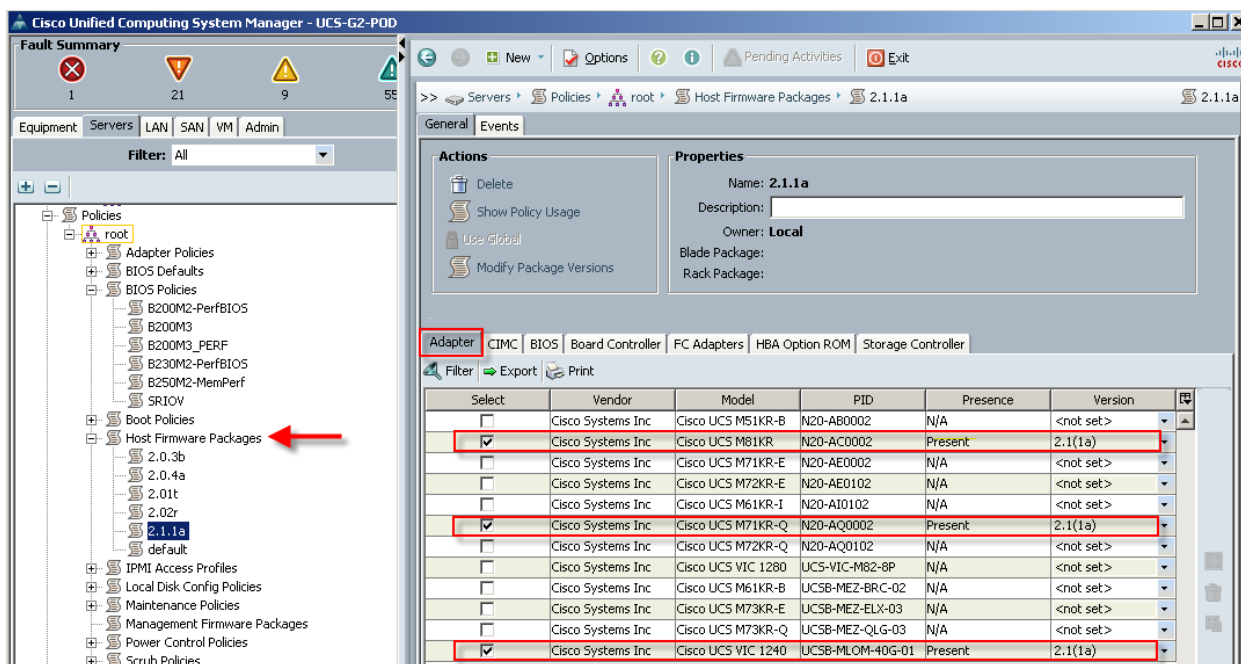 Cisco Unified Computing System Manager - UCS-G2-POD
Fault Summary
1 21 9 55
Equipment Servers LAN SAN VM Admin
Filter: All
Policies
root
Adapter Policies
BIOS Defaults
BIOS Policies
B200M2-PerfBIOS
B200M3
B200M3_PERF
B230M2-PerfBIOS
B250M2-MemPerf
SRIOV
Boot Policies
Host Firmware Packages
2.0.3b
2.0.4a
2.01t
2.02r
2.1.1a
default
IPMI Access Profiles
Local Disk Config Policies
Maintenance Policies
Management Firmware Packages
Power Control Policies
Scrub Policies
New Options Pending Activities Exit
cisco
>> Servers Policies root Host Firmware Packages 2.1.1a 2.1.1a
General Events
Actions
Delete
Show Policy Usage
Use Global
Modify Package Versions
Properties
Name: 2.1.1a
Description:
Owner: Local
Blade Package:
Rack Package:
Adapter CIMC BIOS Board Controller FC Adapters HBA Option ROM Storage Controller
Filter Export Print
Select Vendor Model PID Presence Version
Cisco Systems Inc Cisco UCS M51KR-B N20-AB0002 N/A <not set>
Cisco Systems Inc Cisco UCS M81KR N20-AC0002 Present 2.1(1a)
Cisco Systems Inc Cisco UCS M71KR-E N20-AE0002 N/A <not set>
Cisco Systems Inc Cisco UCS M72KR-E N20-AE0102 N/A <not set>
Cisco Systems Inc Cisco UCS M61KR-I N20-AI0102 N/A <not set>
Cisco Systems Inc Cisco UCS M71KR-Q N20-AQ0002 Present 2.1(1a)
Cisco Systems Inc Cisco UCS M72KR-Q N20-AQ0102 N/A <not set>
Cisco Systems Inc Cisco UCS VIC 1280 UCS-VIC-M82-8P N/A <not set>
Cisco Systems Inc Cisco UCS M61KR-B UCSB-MEZ-BRC-02 N/A <not set>
Cisco Systems Inc Cisco UCS M73KR-E UCSB-MEZ-ELX-03 N/A <not set>
Cisco Systems Inc Cisco UCS M73KR-Q UCSB-MEZ-QLG-03 N/A <not set>
Cisco Systems Inc Cisco UCS VIC 1240 UCSB-MLOM-40G-01 Present 2.1(1a)